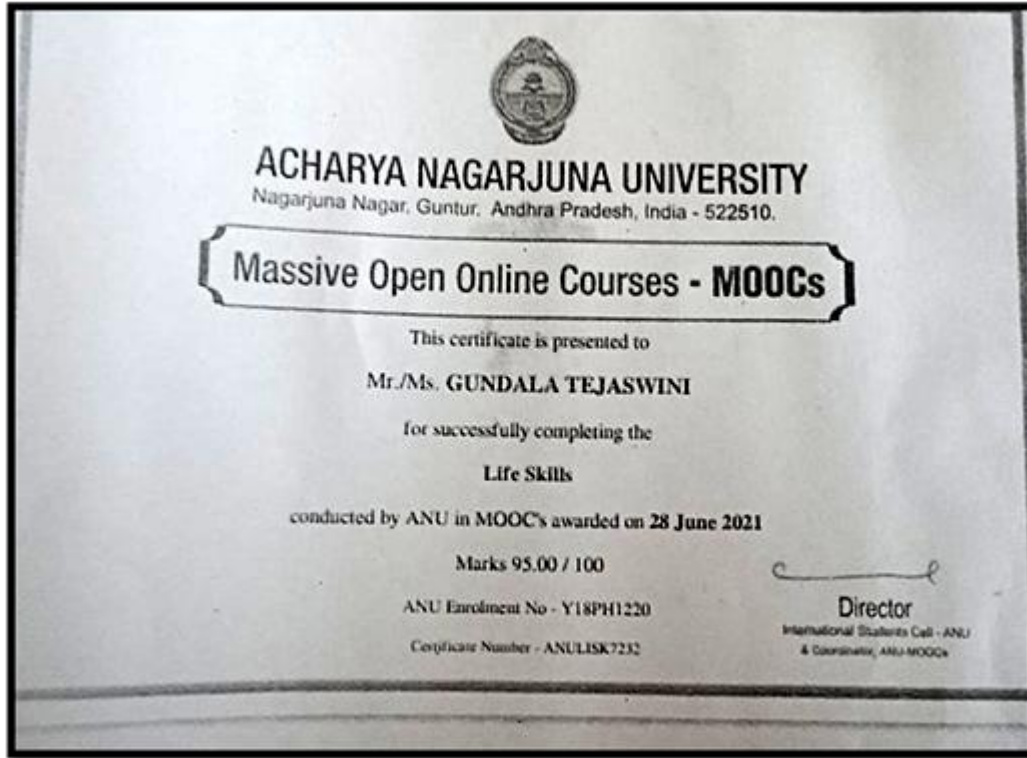 ACHARYA NAGARJUNA UNIVERSITY
Nagarjuna Nagar, Guntur, Andhra Pradesh, India - 522510.
Massive Open Online Courses - MOOCs
This certificate is presented to
Mr./Ms. GUNDALA TEJASWINI
for successfully completing the
Life Skills
conducted by ANU in MOOC's awarded on 28 June 2021
Marks 95.00 / 100
ANU Enrolment No - Y18PH1220
Certificate Number - ANULISK7232
Director
International Students Cell - ANU
& Coordinator, ANU-MOOCs